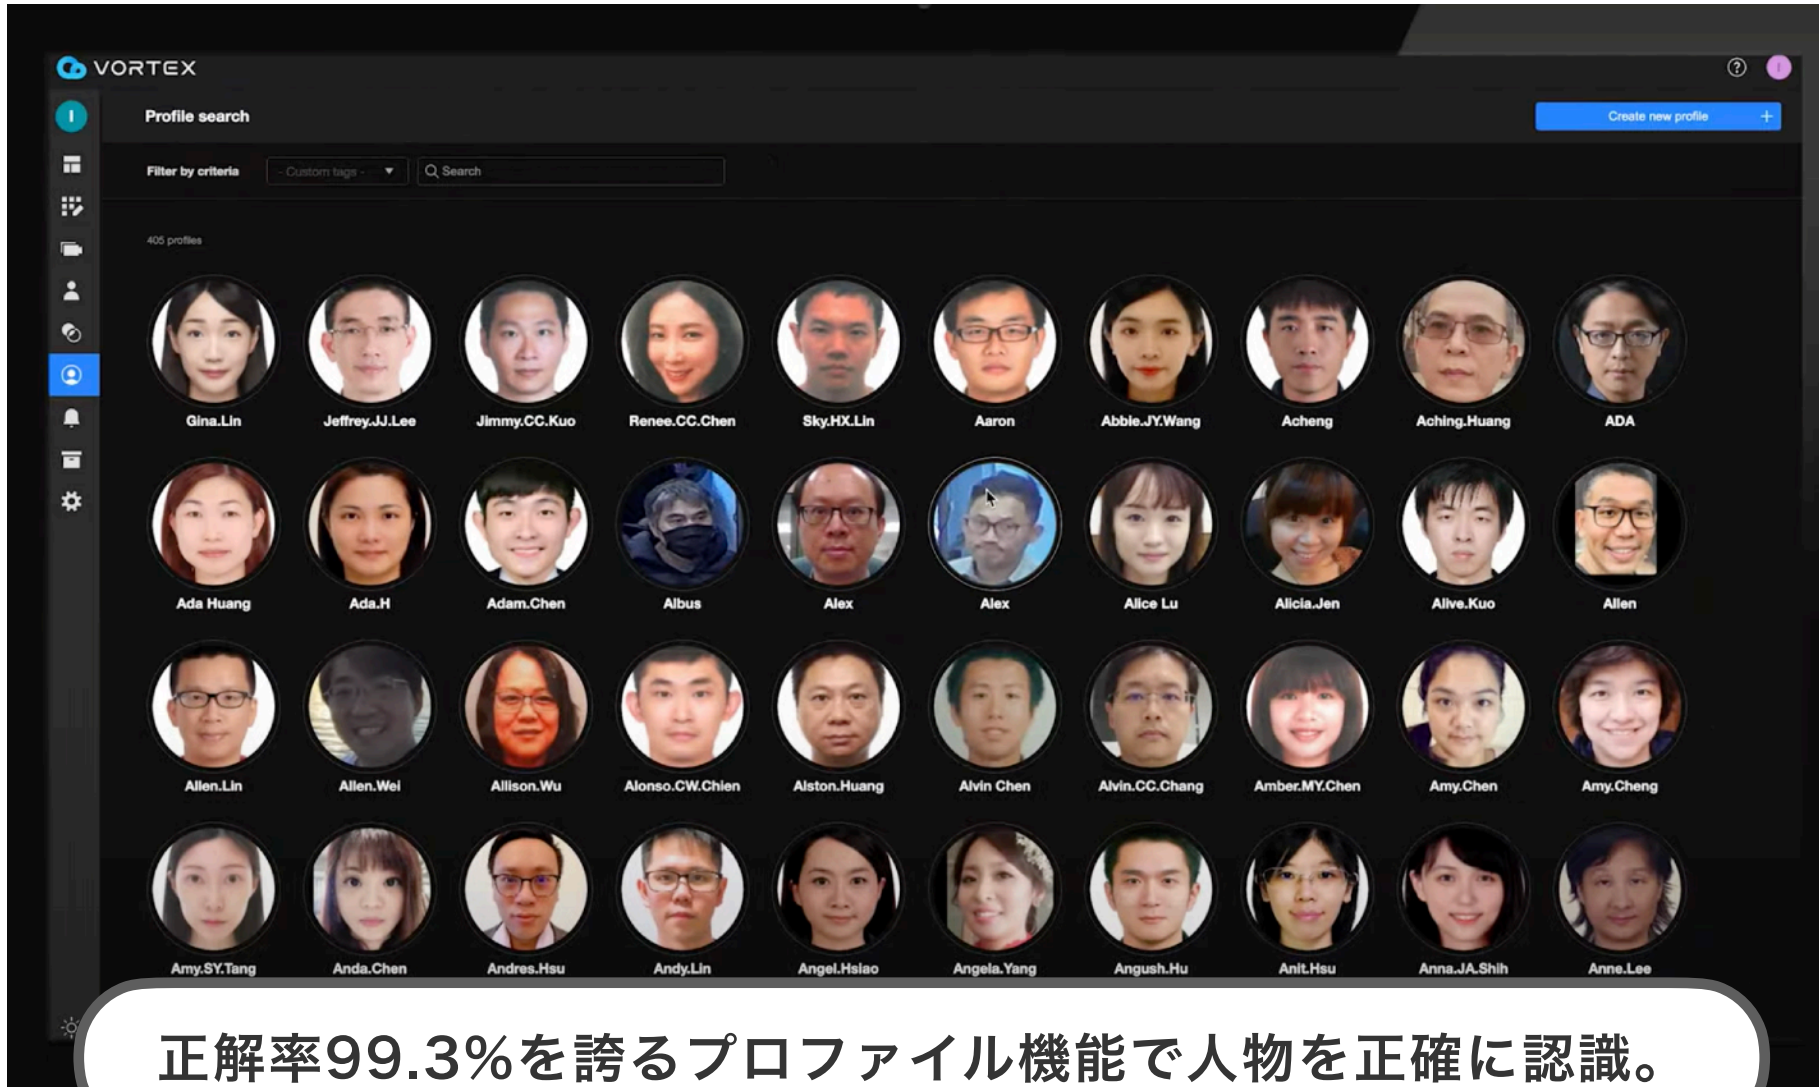 VORTEX
?
I
I
Profile search
Create new profile +
Filter by criteria
- Custom tags -
Search
405 profiles
Gina.Lin Jeffrey.JJ.Lee Jimmy.CC.Kuo Renee.CC.Chen Sky.HX.Lin Aaron Abbie.JY.Wang Acheng Aching.Huang ADA
Ada Huang Ada.H Adam.Chen Albus Alex Alex Alice Lu Alicia.Jen Alive.Kuo Allen
Allen.Lin Allen.Wei Allison.Wu Alonso.CW.Chien Alston.Huang Alvin Chen Alvin.CC.Chang Amber.MY.Chen Amy.Chen Amy.Cheng
Amy.SY.Tang Anda.Chen Andres.Hsu Andy.Lin Angel.Hsiao Angela.Yang Angush.Hu Anit.Hsu Anna.JA.Shih Anne.Lee
正解率99.3%を誇るプロファイル機能で人物を正確に認識。